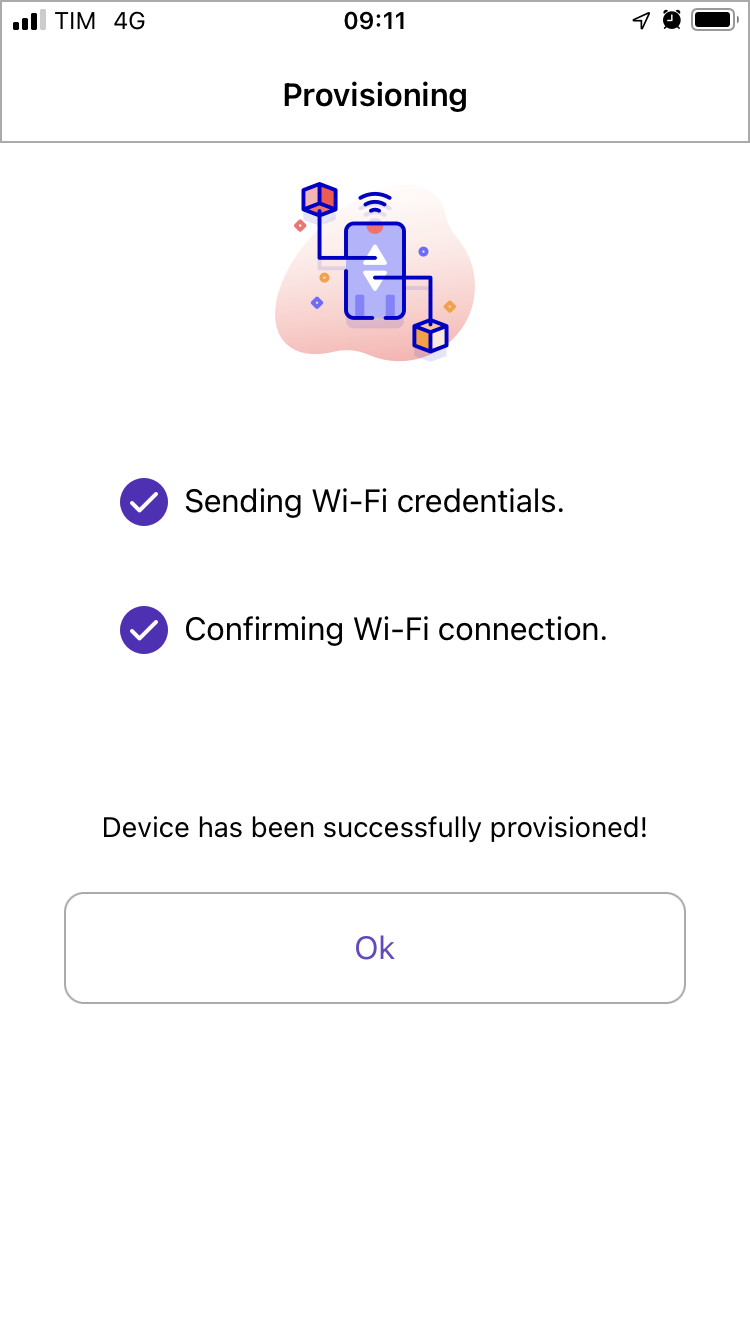 TIM 4G 09:11
Provisioning
Sending Wi-Fi credentials.
Confirming Wi-Fi connection.
Device has been successfully provisioned!
Ok